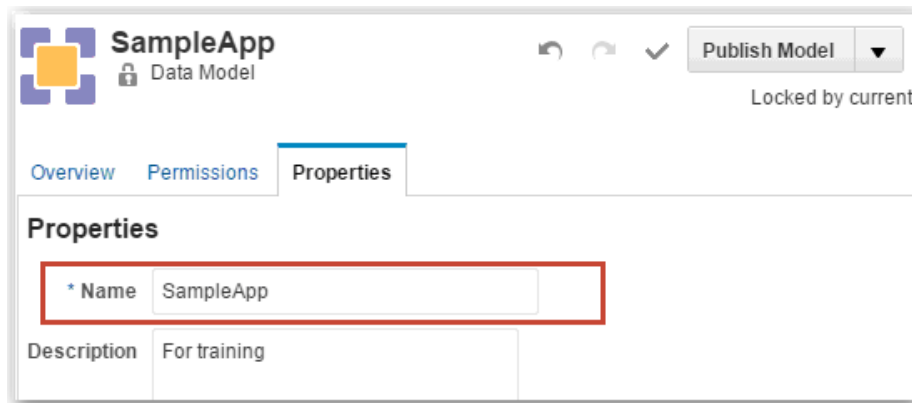 SampleApp
Data Model
Publish Model
Locked by current
Overview Permissions Properties
Properties
* Name SampleApp
Description For training